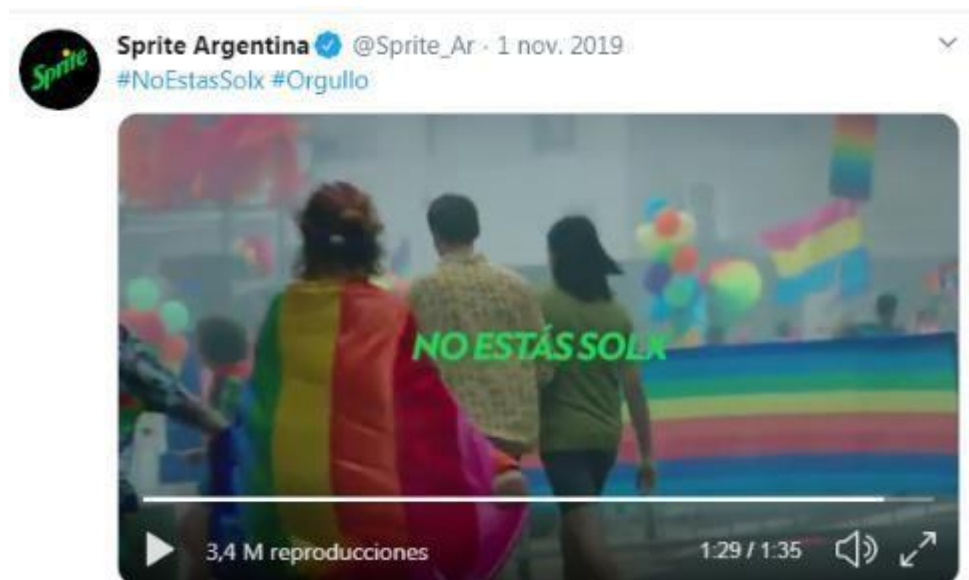 Sprite
Sprite Argentina @Sprite_Ar · 1 nov. 2019
#NoEstasSolx #Orgullo
NO ESTÁS SOLX
3,4 M reproducciones
1:29 / 1:35